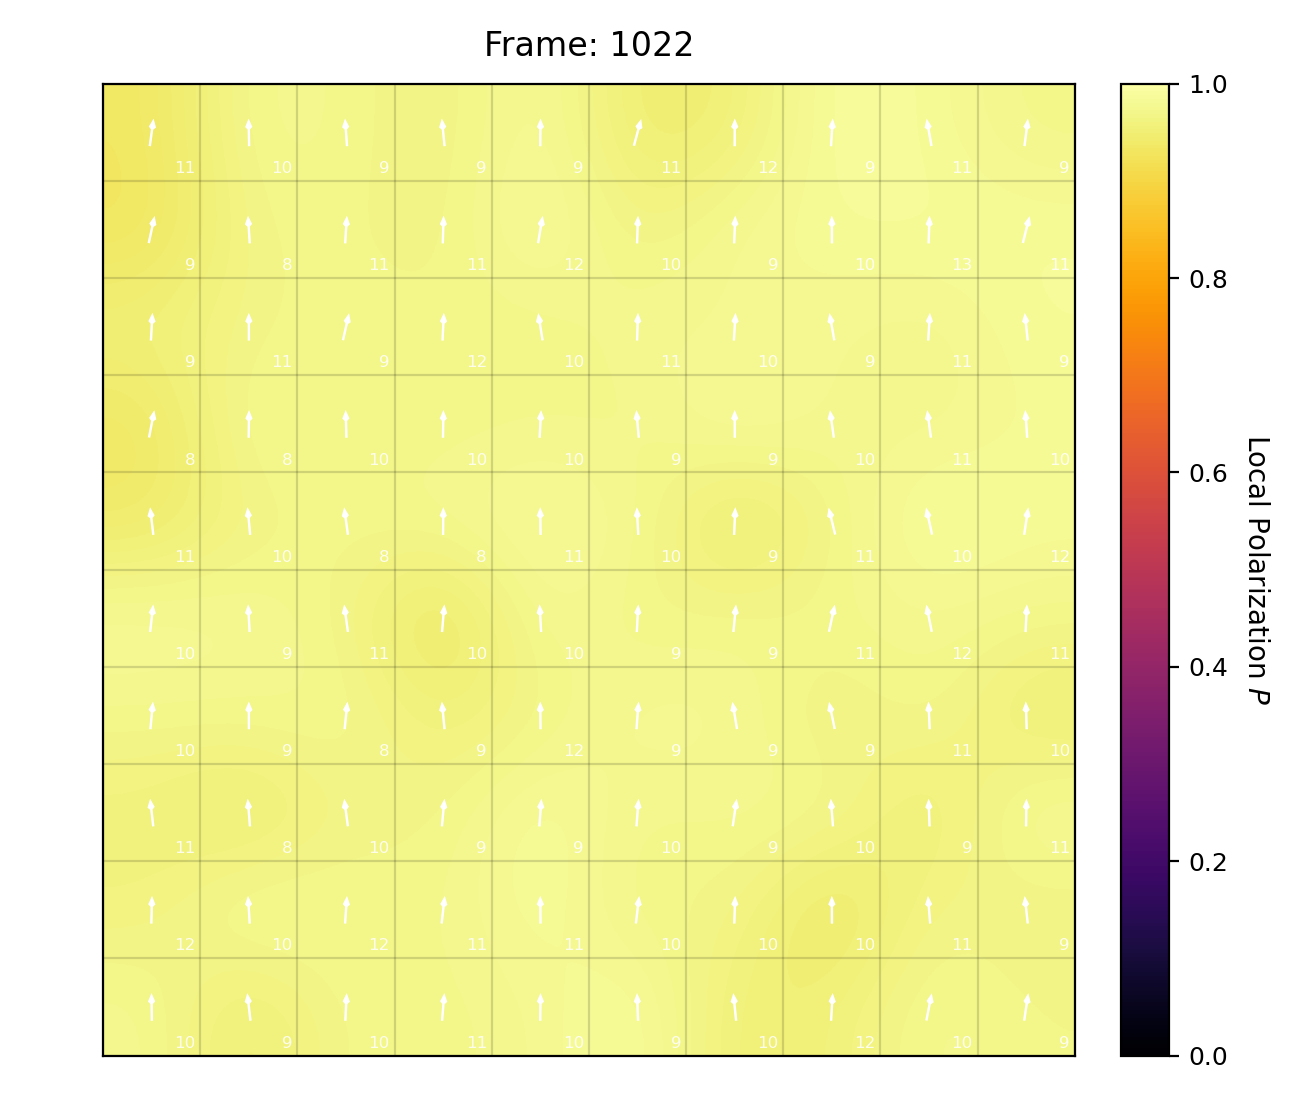 Frame: 1022
11 10 9 9 9 11 12 9 11 9
9 8 11 11 12 10 9 10 13 11
9 11 9 12 10 11 10 9 11 9
8 8 10 10 10 9 9 10 11 10
11 10 8 8 11 10 9 11 10 12
10 9 11 10 10 9 9 11 12 11
10 9 8 9 12 9 9 9 11 10
11 8 10 9 9 10 9 10 9 11
12 10 12 11 11 10 10 10 11 9
10 9 10 11 10 9 10 12 10 9
1.0
0.8
0.6
0.4
0.2
0.0
Local Polarization P